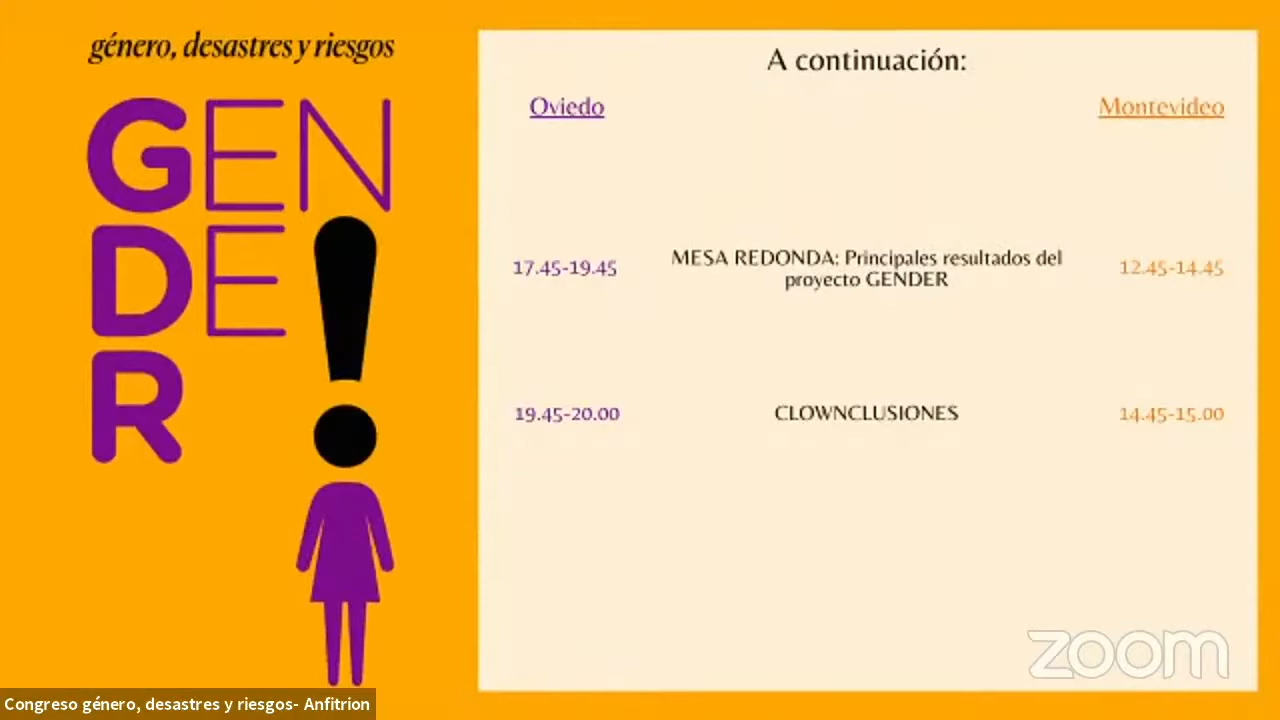 género, desastres y riesgos
GEN
DE!
R
A continuación:
Oviedo
Montevideo
17.45-19.45
MESA REDONDA: Principales resultados del
proyecto GENDER
12.45-14.45
19.45-20.00
CLOWNCLUSIONES
14.45-15.00
zoom
Congreso género, desastres y riesgos- Anfitrion